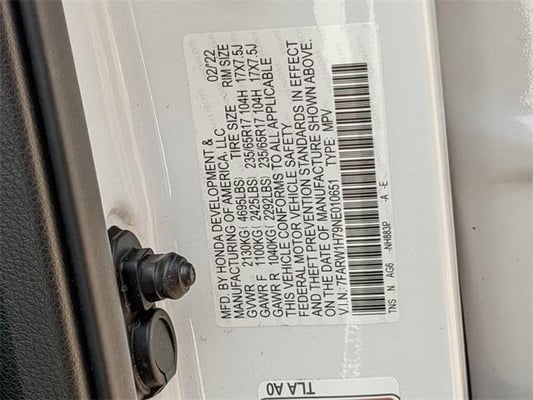 MFD. BY HONDA DEVELOPMENT & 02/22
MANUFACTURING OF AMERICA, LLC
TIRE SIZE RIM SIZE
GVWR 2130KG (4695LBS)
GAWR F 1100KG (2425LBS) 235/65R17 104H 17X7.5J
GAWR R 1040KG (2292LBS) 235/65R17 104H 17X7.5J
THIS VEHICLE CONFORMS TO ALL APPLICABLE
FEDERAL MOTOR VEHICLE SAFETY
AND THEFT PREVENTION STANDARDS IN EFFECT
ON THE DATE OF MANUFACTURE SHOWN ABOVE.
V.I.N: 7FARW1H79NE010651 TYPE: MPV
TNS N AG6 -NH883P -A -E
TLA A0